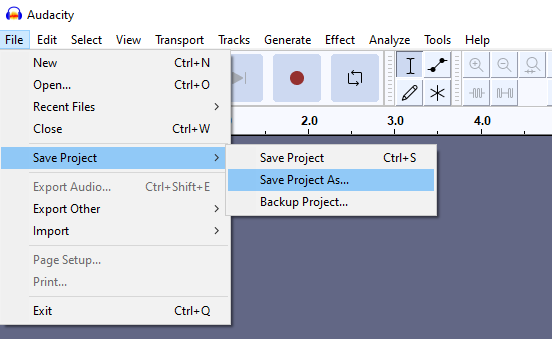 Audacity
File Edit Select View Transport Tracks Generate Effect Analyze Tools Help
New Ctrl+N
Open... Ctrl+O
Recent Files
Close Ctrl+W
2.0 3.0 4.0
Save Project
Save Project Ctrl+S
Save Project As...
Backup Project...
Export Audio... Ctrl+Shift+E
Export Other
Import
Page Setup...
Print...
Exit Ctrl+Q